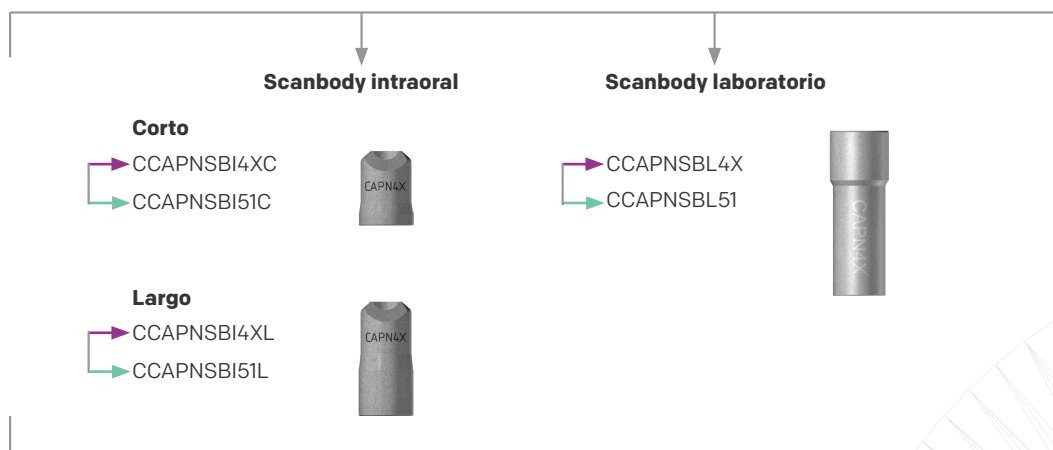 Scanbody intraoral
Scanbody laboratorio
Corto
CCAPNSBI4XC
CCAPNSBI51C
CAPN4X
CCAPNSBL4X
CCAPNSBL51
CAPN4X
Largo
CCAPNSBI4XL
CCAPNSBI51L
CAPN4X